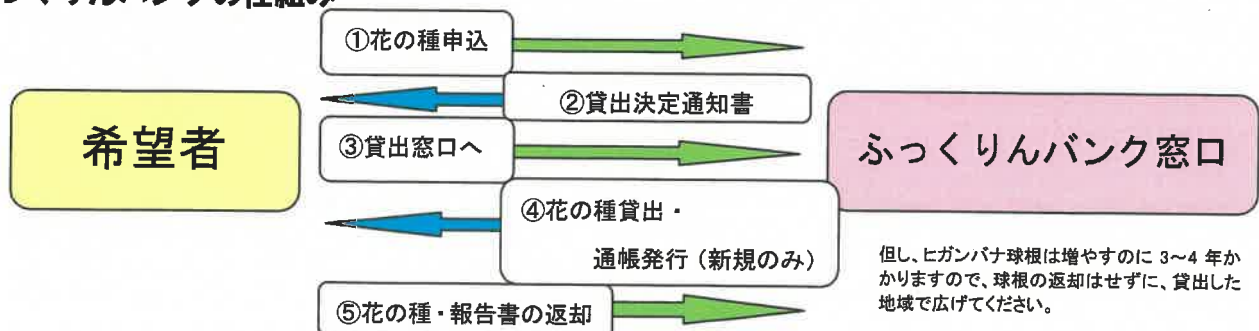 ①花の種申込
②貸出決定通知書
希望者
③貸出窓口へ
ふっくりんバンク窓口
④花の種貸出・
通帳発行（新規のみ）
但し、ヒガンバナ球根は増やすのに 3～4 年か
かりますので、球根の返却はせずに、貸出した
地域で広げてください。
⑤花の種・報告書の返却